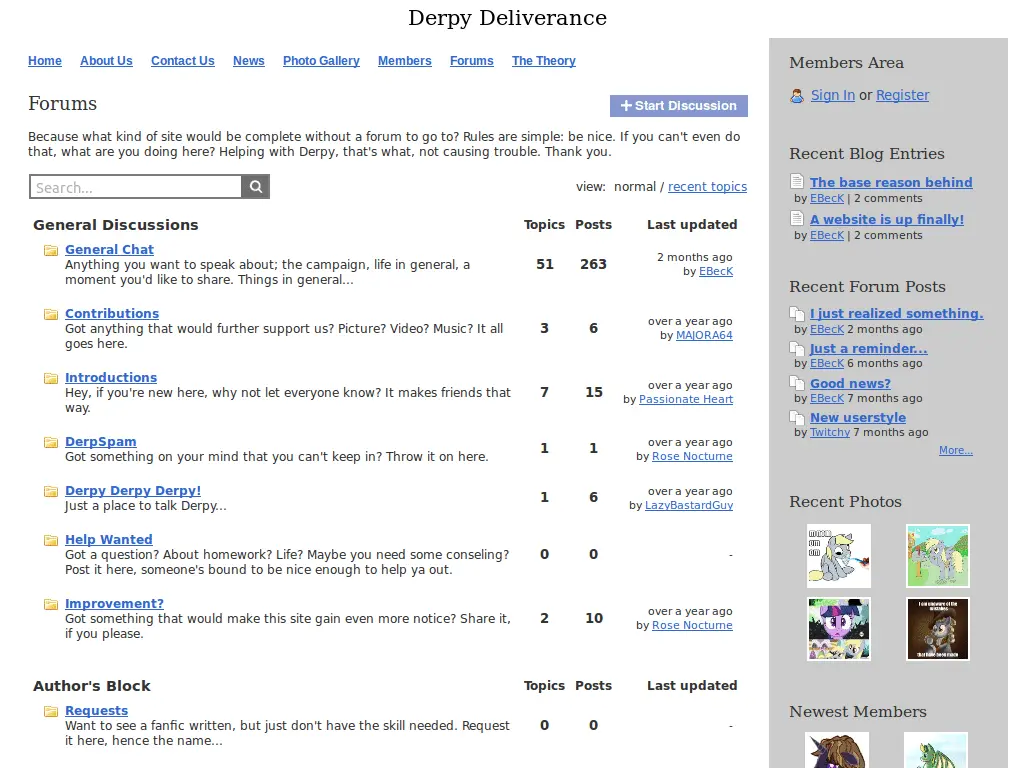 Derpy Deliverance
Home About Us Contact Us News Photo Gallery Members Forums The Theory
Forums
Start Discussion
Because what kind of site would be complete without a forum to go to? Rules are simple: be nice. If you can't even do
that, what are you doing here? Helping with Derpy, that's what, not causing trouble. Thank you.
Search...
view: normal / recent topics
General Discussions Topics Posts Last updated
General Chat
Anything you want to speak about; the campaign, life in general, a
moment you'd like to share. Things in general...
51 263
2 months ago
by EBecK
Contributions
Got anything that would further support us? Picture? Video? Music? It all
goes here.
3 6
over a year ago
by MAJORA64
Introductions
Hey, if you're new here, why not let everyone know? It makes friends that
way.
7 15
over a year ago
by Passionate Heart
DerpSpam
Got something on your mind that you can't keep in? Throw it on here.
1 1
over a year ago
by Rose Nocturne
Derpy Derpy Derpy!
Just a place to talk Derpy...
1 6
over a year ago
by LazyBastardGuy
Help Wanted
Got a question? About homework? Life? Maybe you need some conseling?
Post it here, someone's bound to be nice enough to help ya out.
0 0 -
Improvement?
Got something that would make this site gain even more notice? Share it,
if you please.
2 10
over a year ago
by Rose Nocturne
Author's Block Topics Posts Last updated
Requests
Want to see a fanfic written, but just don't have the skill needed. Request
it here, hence the name...
0 0 -
Members Area
Sign In or Register
Recent Blog Entries
The base reason behind
by EBecK | 2 comments
A website is up finally!
by EBecK | 2 comments
Recent Forum Posts
I just realized something.
by EBecK 2 months ago
Just a reminder...
by EBecK 6 months ago
Good news?
by EBecK 7 months ago
New userstyle
by Twitchy 7 months ago
More...
Recent Photos
I am unaware of the
mistakes
that have been made
Newest Members